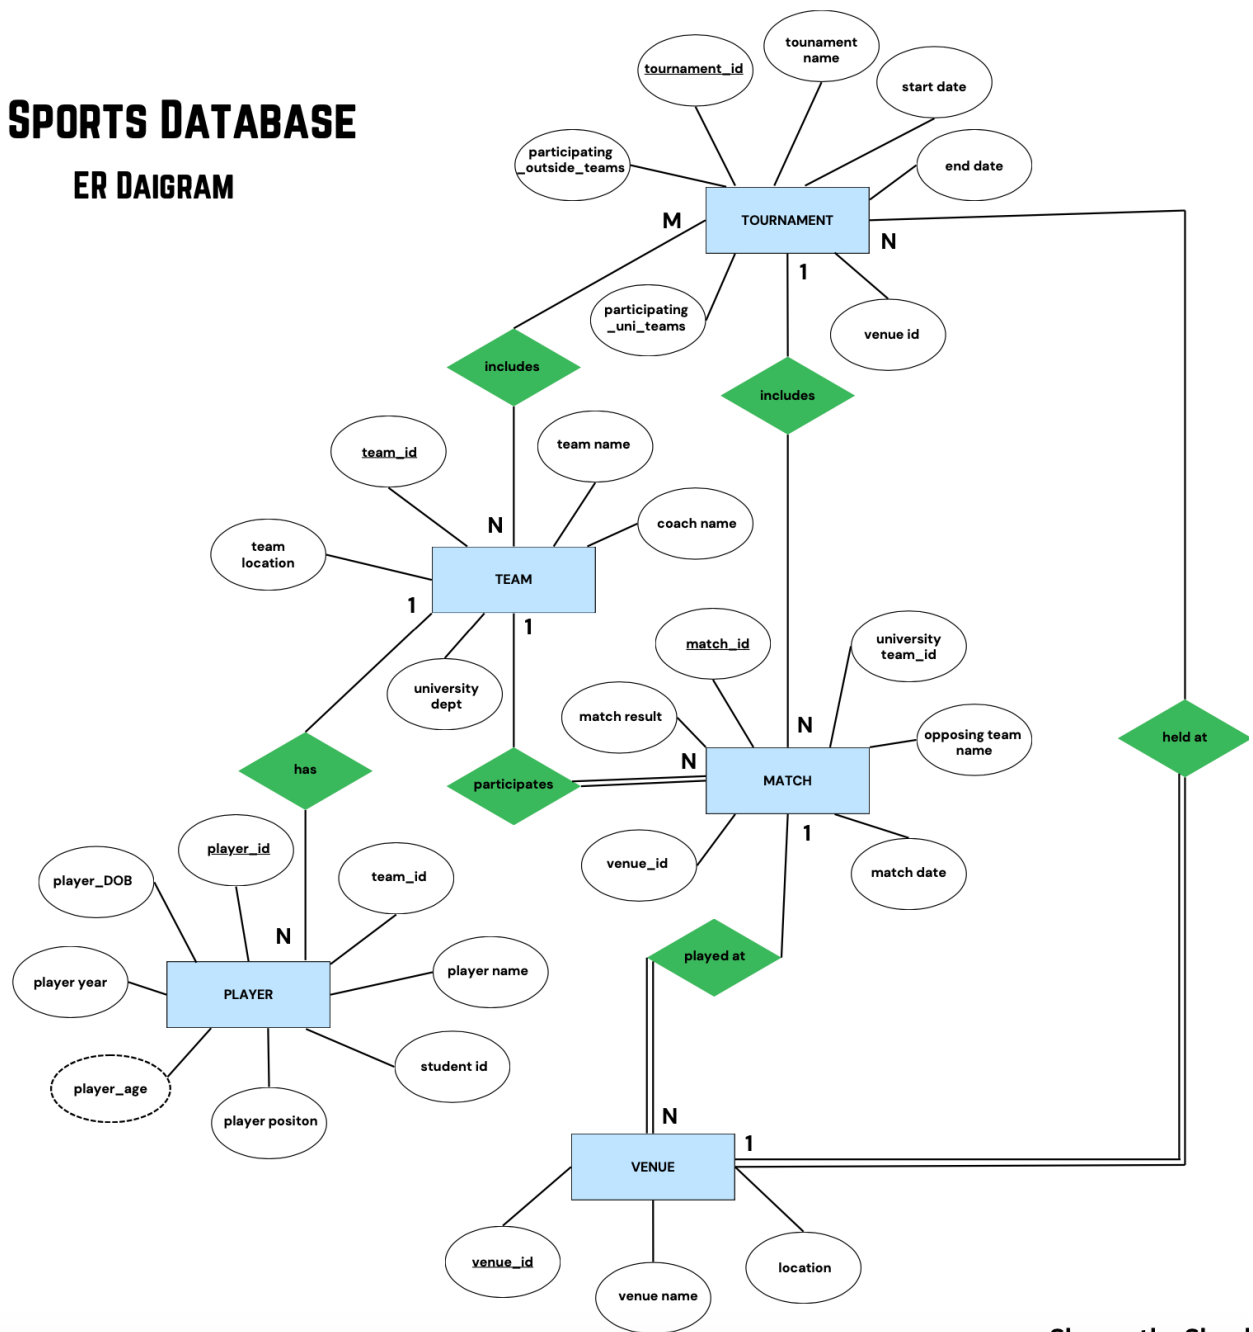 SPORTS DATABASE
ER DAIGRAM
tournament_id
tounament
name
start date
participating
_outside_teams
end date
TOURNAMENT
M
N
1
participating
_uni_teams
venue id
includes
includes
team_id
team name
coach name
team
location
N
TEAM
1
1
university
dept
match_id
university
team_id
match result
N
opposing team
name
held at
has
participates
N
MATCH
1
venue_id
match date
player_id
player_DOB
team_id
N
played at
player name
player year
PLAYER
student id
player_age
player positon
N
1
VENUE
venue_id
location
venue name